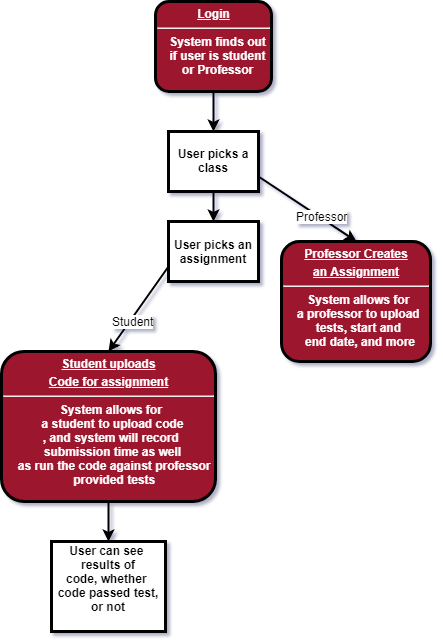 Login
System finds out
if user is student
or Professor
User picks a
class
Professor
User picks an
assignment
Professor Creates
an Assignment
System allows for
a professor to upload
tests, start and
end date, and more
Student
Student uploads
Code for assignment
System allows for
a student to upload code
, and system will record
submission time as well
as run the code against professor
provided tests
User can see
results of
code, whether
code passed test,
or not